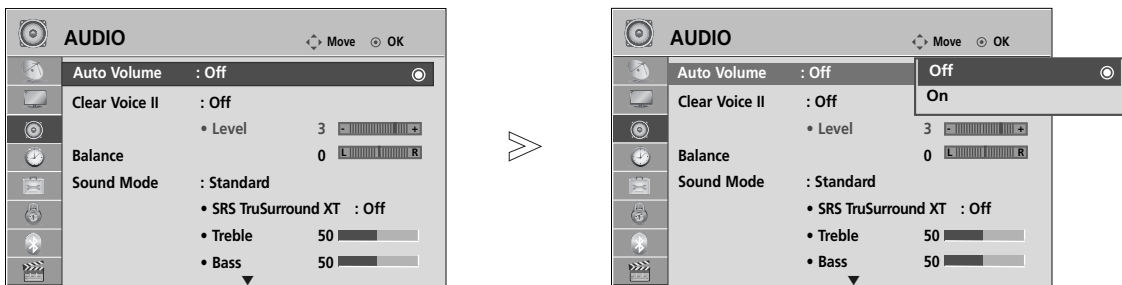 AUDIO Move OK
Auto Volume : Off
Clear Voice II : Off
• Level 3 - +
Balance 0 L R
Sound Mode : Standard
• SRS TruSurround XT : Off
• Treble 50
• Bass 50
AUDIO Move OK
Auto Volume : Off
Off
On
Clear Voice II : Off
• Level 3 - +
Balance 0 L R
Sound Mode : Standard
• SRS TruSurround XT : Off
• Treble 50
• Bass 50